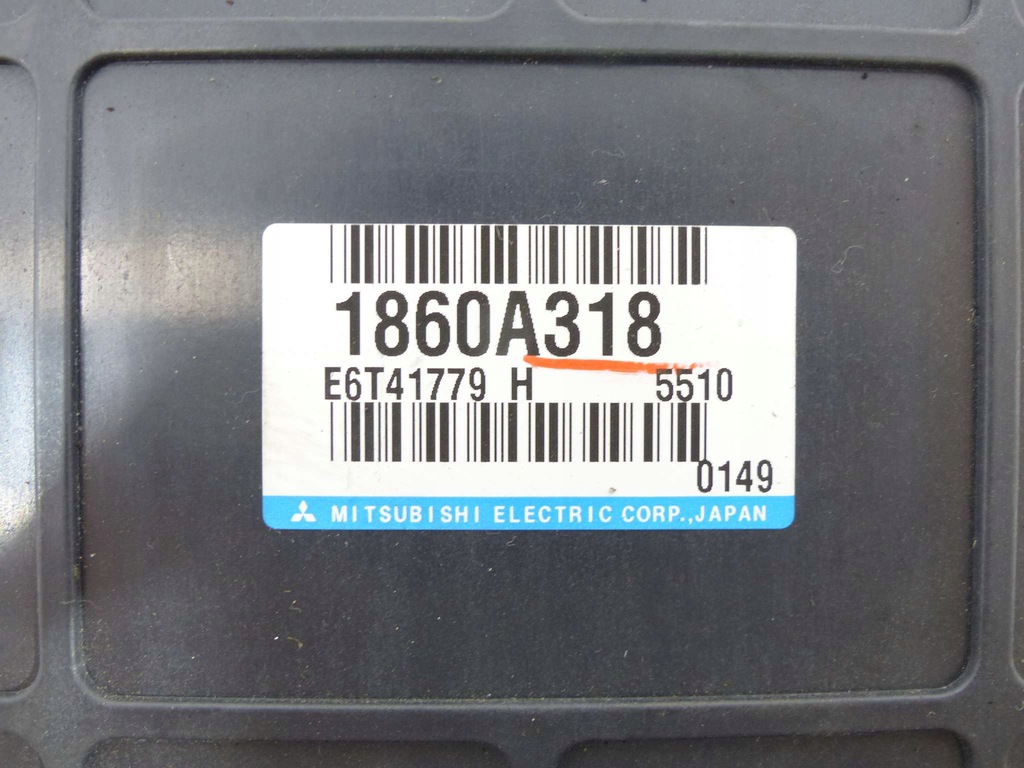 1860A318
E6T41779 H 5510
0149
MITSUBISHI ELECTRIC CORP.,JAPAN